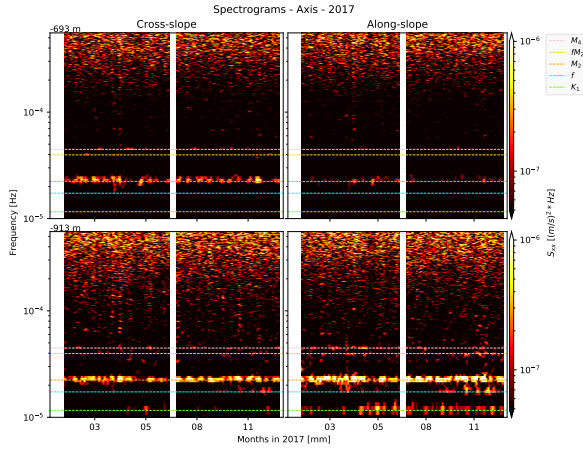 Spectrograms - Axis - 2017
Cross-slope
Along-slope
-693 m
10⁻⁴
10⁻⁵
10⁻⁶
10⁻⁷
M₄
fM₂
M₂
f
K₁
-913 m
10⁻⁴
10⁻⁵
10⁻⁶
10⁻⁷
Frequency [Hz]
Sₓₓ [(m/s)² * Hz]
03 05 08 11 03 05 08 11
Months in 2017 [mm]